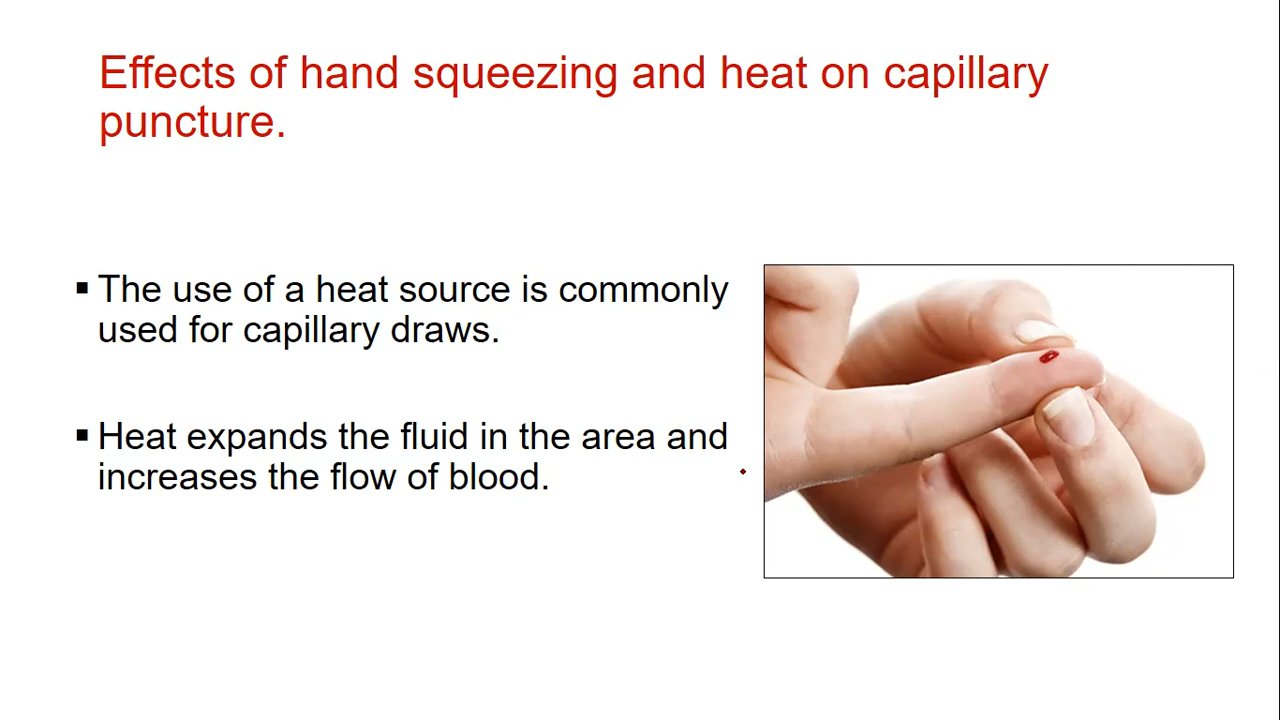 Effects of hand squeezing and heat on capillary
puncture.
▪ The use of a heat source is commonly
used for capillary draws.
▪ Heat expands the fluid in the area and
increases the flow of blood.